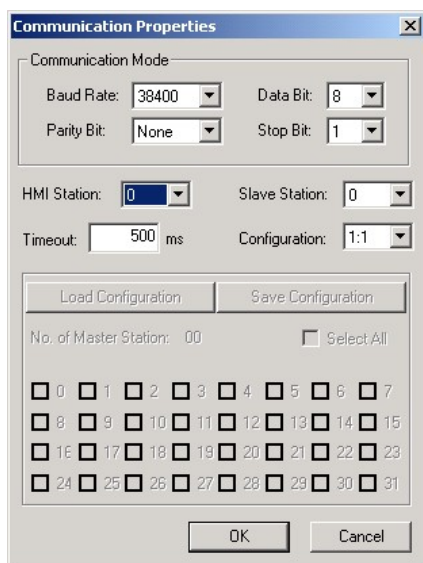 Communication Properties
Communication Mode
Baud Rate: 38400 Data Bit: 8
Parity Bit: None Stop Bit: 1
HMI Station: 0 Slave Station: 0
Timeout: 500 ms Configuration: 1:1
Load Configuration Save Configuration
No. of Master Station: 00 Select All
0 1 2 3 4 5 6 7
8 9 10 11 12 13 14 15
16 17 18 19 20 21 22 23
24 25 26 27 28 29 30 31
OK Cancel